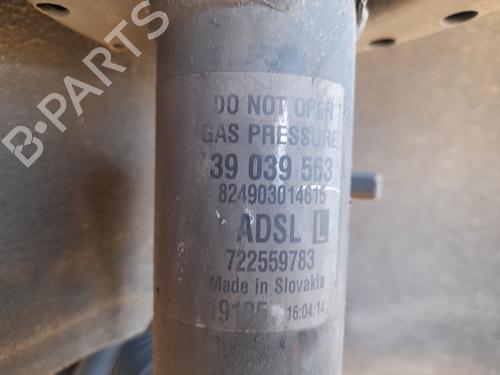 B-PARTS
DO NOT OPEN
GAS PRESSURE
39 039 563
824903014615
ADSL L
722559783
Made in Slovakia
16:04:14